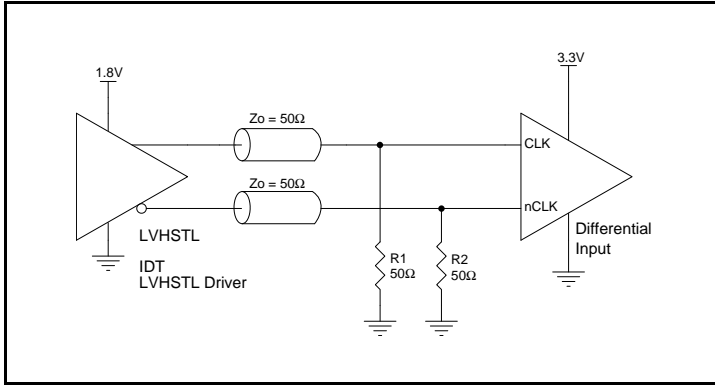 1.8V
3.3V
Zo = 50Ω
CLK
Zo = 50Ω
nCLK
LVHSTL
IDT
LVHSTL Driver
R1
50Ω
R2
50Ω
Differential
Input